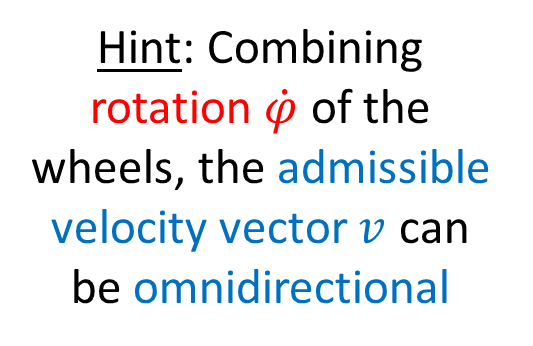 Hint: Combining
rotation φ̇ of the
wheels, the admissible
velocity vector v can
be omnidirectional